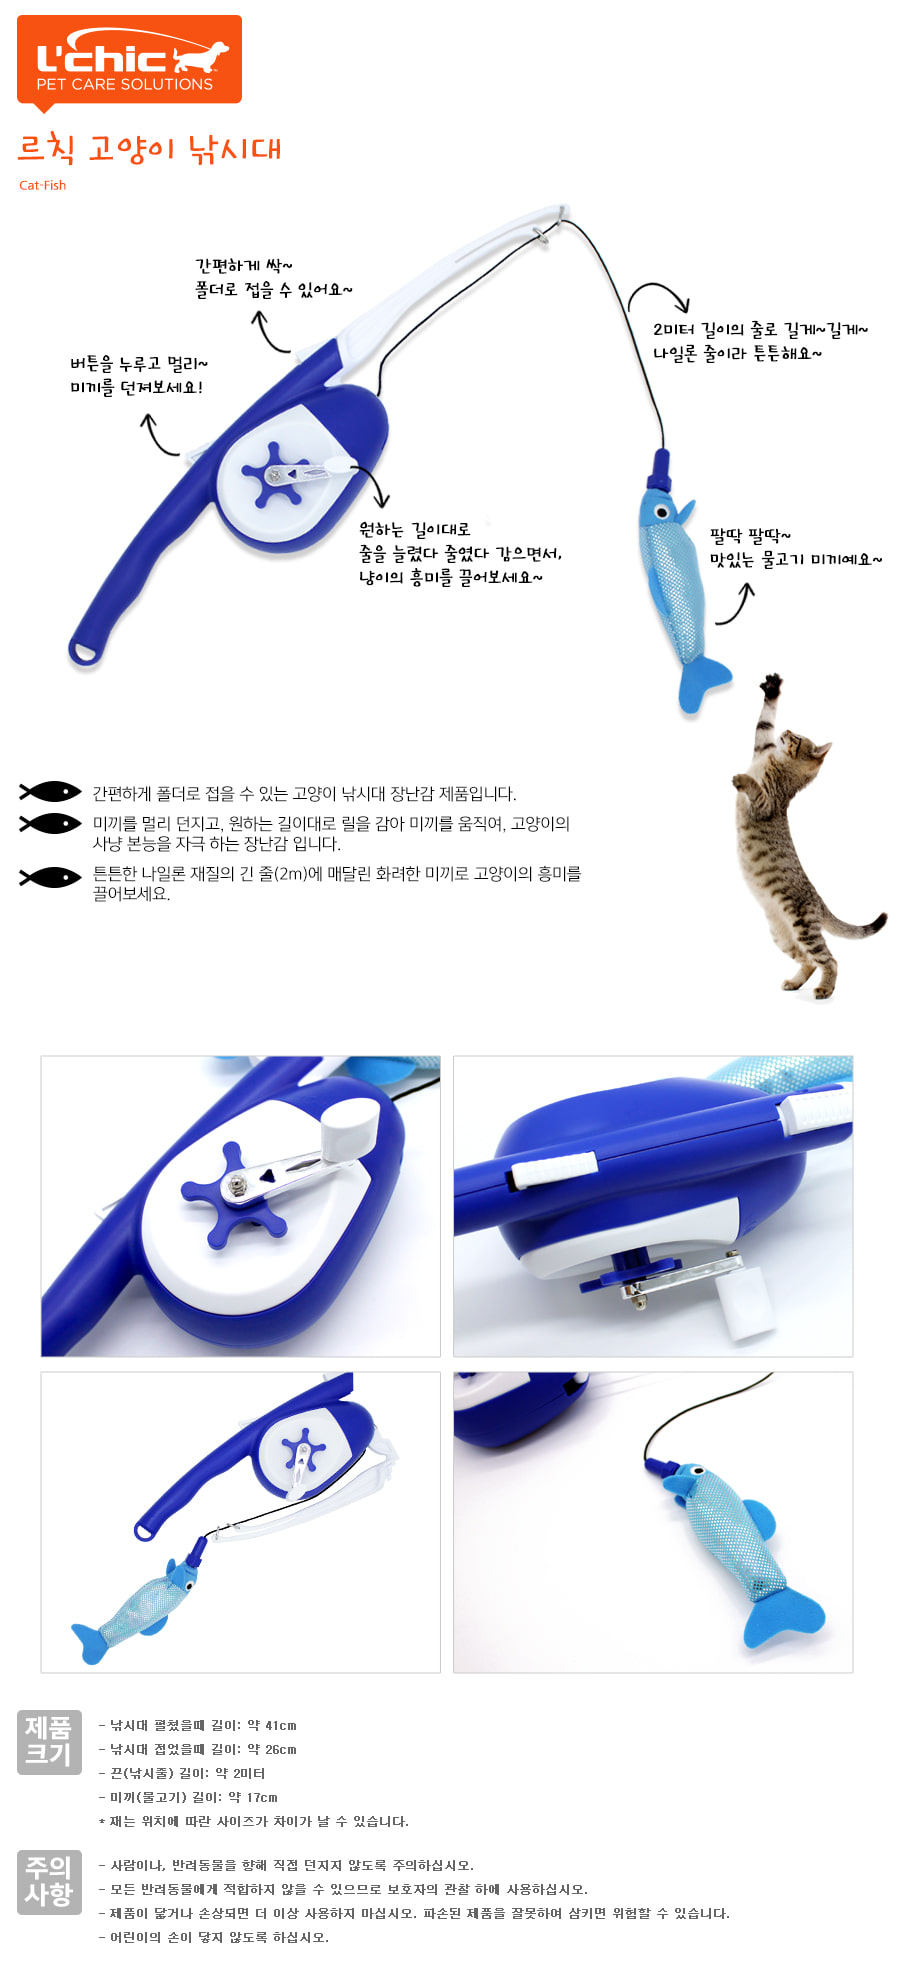 L'chic
PET CARE SOLUTIONS
르칙 고양이 낚시대
Cat-Fish
간편하게 싹~
폴더로 접을 수 있어요~
버튼을 누루고 멀리~
미끼를 던져보세요!
2미터 길이의 줄로 길게~길게~
나일론 줄이라 튼튼해요~
원하는 길이대로
줄을 늘렸다 줄였다 감으면서,
냥이의 흥미를 끌어보세요~
팔딱 팔딱~
맛있는 물고기 미끼예요~
간편하게 폴더로 접을 수 있는 고양이 낚시대 장난감 제품입니다.
미끼를 멀리 던지고, 원하는 길이대로 릴을 감아 미끼를 움직여, 고양이의
사냥 본능을 자극 하는 장난감 입니다.
튼튼한 나일론 재질의 긴 줄(2m)에 매달린 화려한 미끼로 고양이의 흥미를
끌어보세요.
제품
크기
- 낚시대 펼쳤을때 길이: 약 41cm
- 낚시대 접었을때 길이: 약 26cm
- 끈(낚시줄) 길이: 약 2미터
- 미끼(물고기) 길이: 약 17cm
* 재는 위치에 따란 사이즈가 차이가 날 수 있습니다.
주의
사항
- 사람이나, 반려동물을 향해 직접 던지지 않도록 주의하십시오.
- 모든 반려동물에게 적합하지 않을 수 있으므로 보호자의 관찰 하에 사용하십시오.
- 제품이 닳거나 손상되면 더 이상 사용하지 마십시오. 파손된 제품을 잘못하여 삼키면 위험할 수 있습니다.
- 어린이의 손이 닿지 않도록 하십시오.